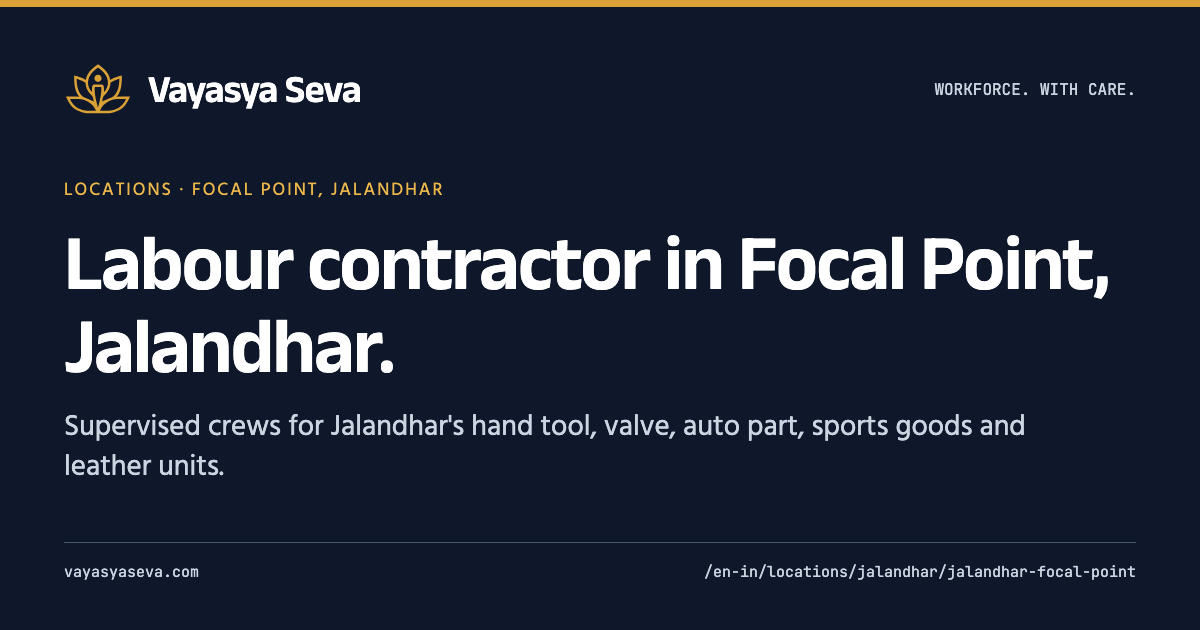 Vayasya Seva
WORKFORCE. WITH CARE.
LOCATIONS · FOCAL POINT, JALANDHAR
Labour contractor in Focal Point,
Jalandhar.
Supervised crews for Jalandhar's hand tool, valve, auto part, sports goods and
leather units.
vayasyaseva.com
/en-in/locations/jalandhar/jalandhar-focal-point